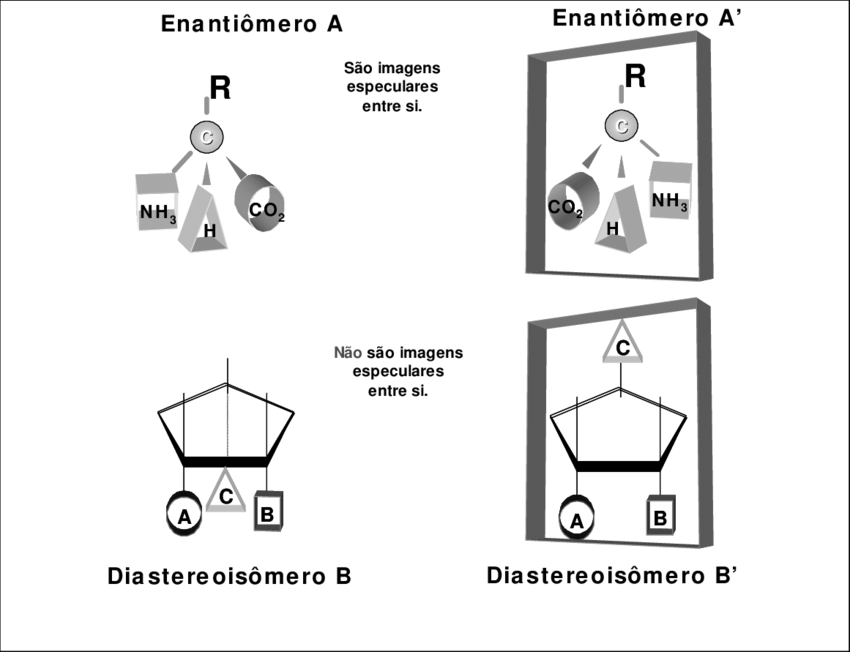 Enantiômero A
Enantiômero A’
São imagens
especulares
entre si.
R
C
NH3
H
CO2
R
C
CO2
H
NH3
Não são imagens
especulares
entre si.
C
A
C
B
A
B
Diastereoisômero B
Diastereoisômero B’